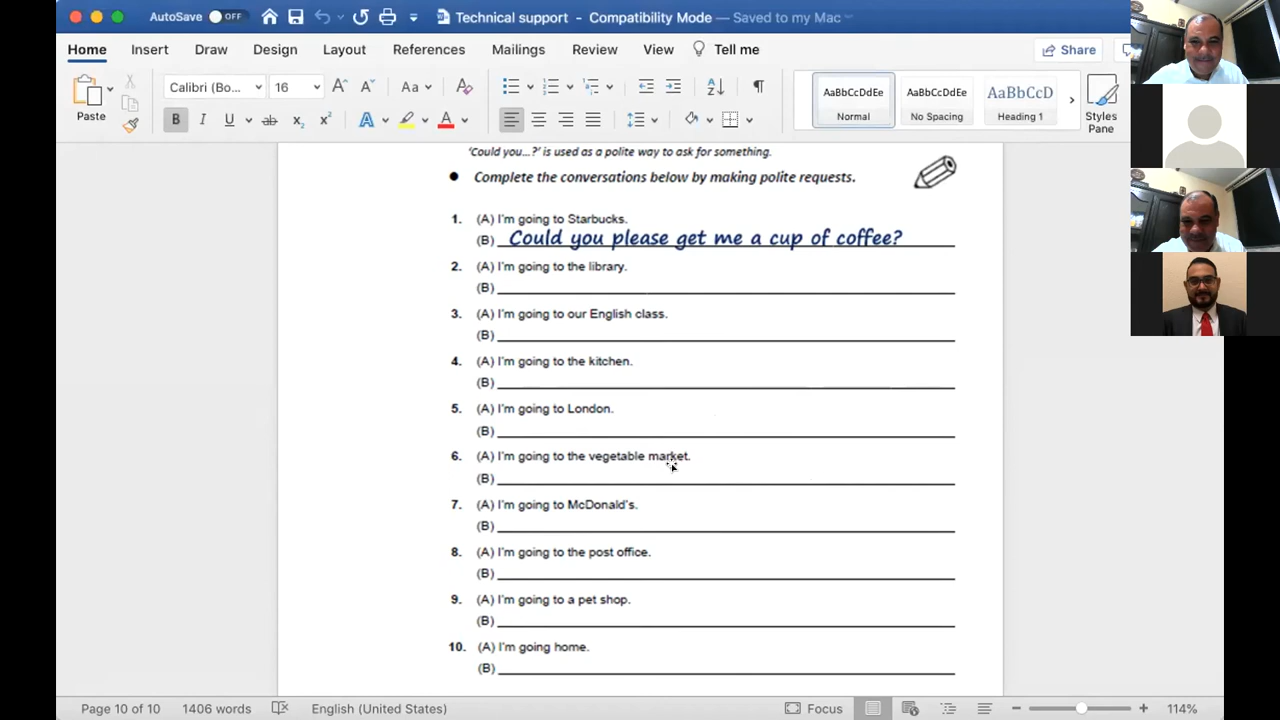 AutoSave OFF Technical support - Compatibility Mode — Saved to my Mac
Home Insert Draw Design Layout References Mailings Review View Tell me Share
Paste Calibri (Bo... 16 Aa AaBbCcDdEe Normal AaBbCcDdEe No Spacing AaBbCcD Heading 1 Styles Pane
'Could you...?' is used as a polite way to ask for something.
● Complete the conversations below by making polite requests.
1. (A) I'm going to Starbucks.
(B) Could you please get me a cup of coffee?
2. (A) I'm going to the library.
(B)
3. (A) I'm going to our English class.
(B)
4. (A) I'm going to the kitchen.
(B)
5. (A) I'm going to London.
(B)
6. (A) I'm going to the vegetable market.
(B)
7. (A) I'm going to McDonald's.
(B)
8. (A) I'm going to the post office.
(B)
9. (A) I'm going to a pet shop.
(B)
10. (A) I'm going home.
(B)
Page 10 of 10 1406 words English (United States) Focus 114%